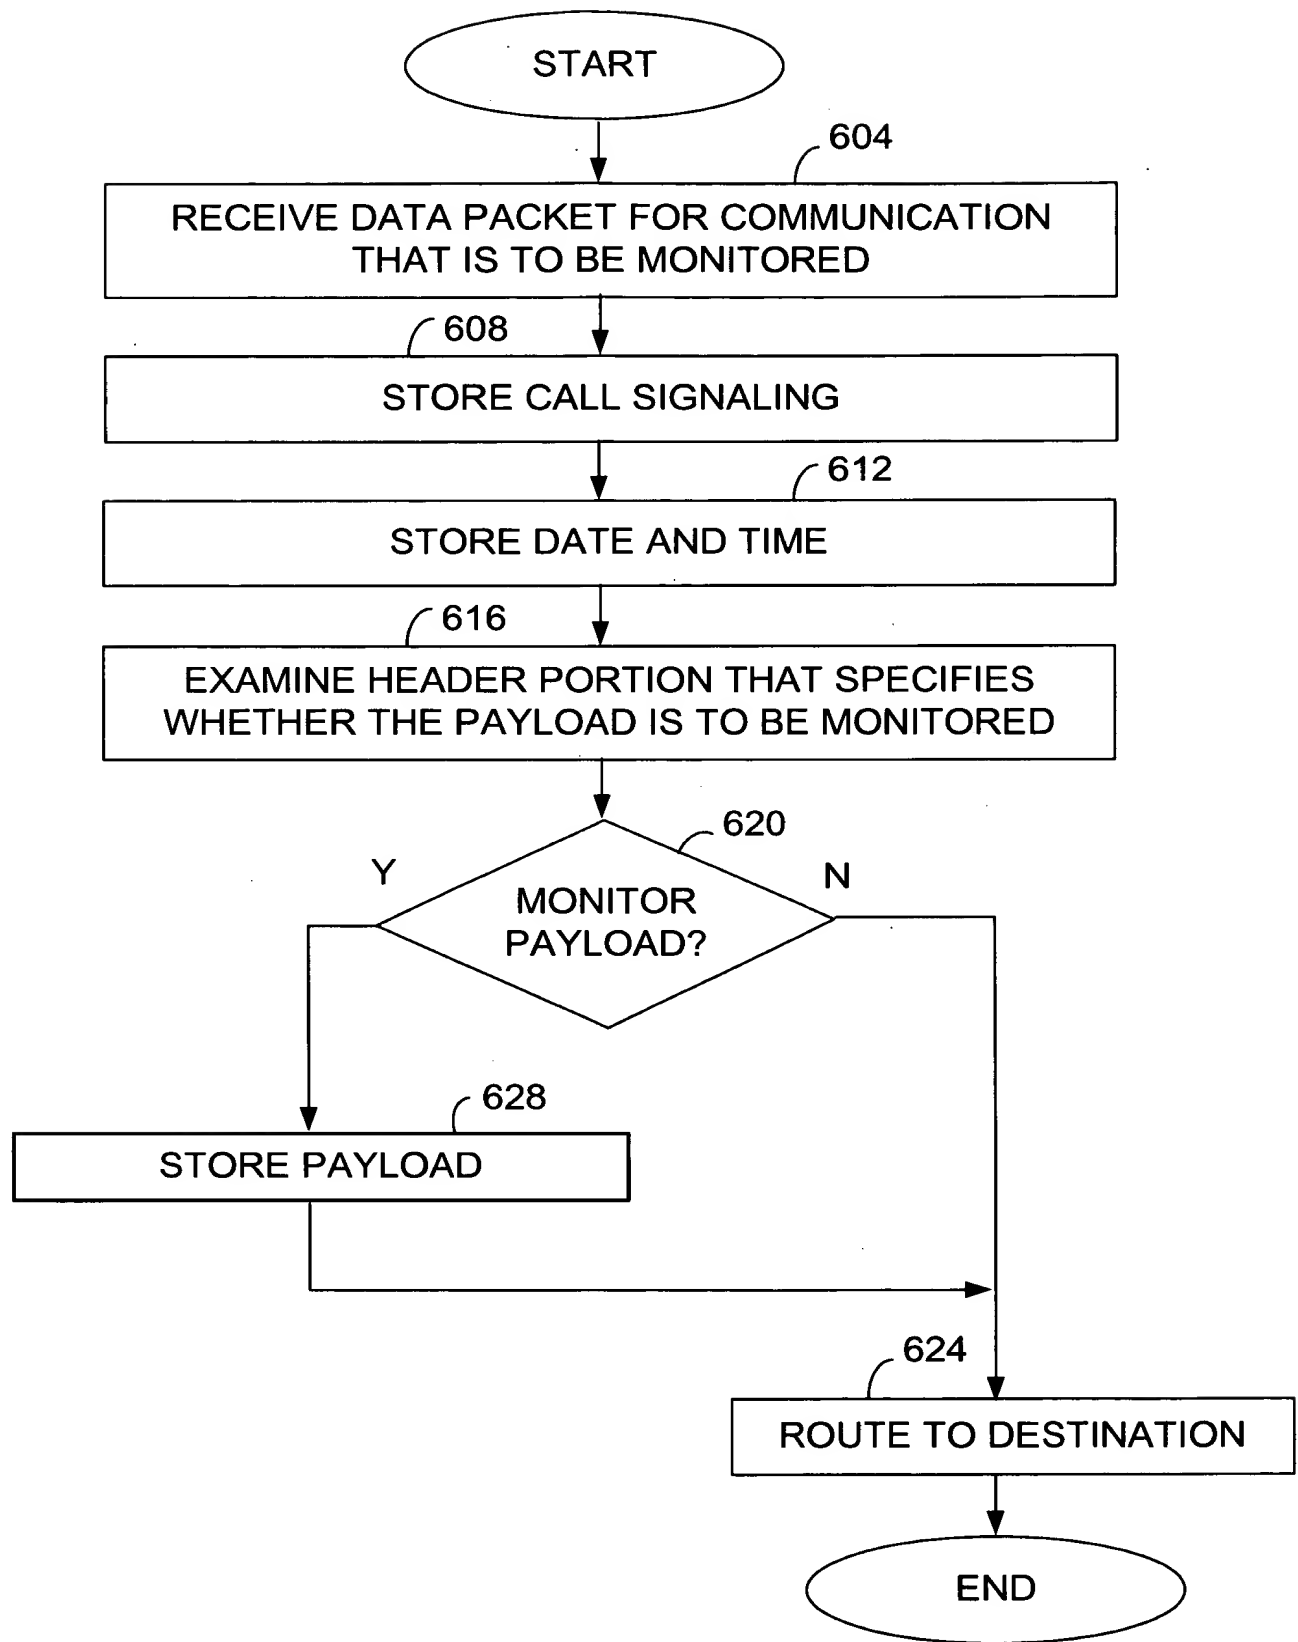 START
604
RECEIVE DATA PACKET FOR COMMUNICATION
THAT IS TO BE MONITORED
608
STORE CALL SIGNALING
612
STORE DATE AND TIME
616
EXAMINE HEADER PORTION THAT SPECIFIES
WHETHER THE PAYLOAD IS TO BE MONITORED
620
Y
N
MONITOR
PAYLOAD?
628
STORE PAYLOAD
624
ROUTE TO DESTINATION
END